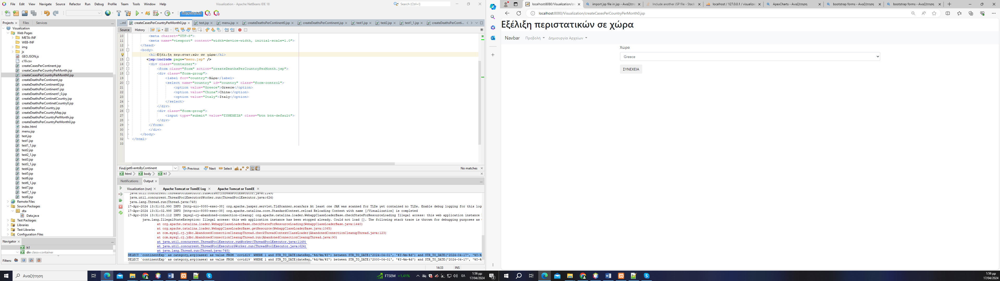 File Edit View Navigate Source Refactor Run Debug Profile Team Tools Window Help
Visualization - Apache NetBeans IDE 18
Search (Ctrl+I)
Projects Files Services
Visualization
Web Pages
META-INF
WEB-INF
img
js
GEOJSON.js
c19.csv
createCasesPerContinent.jsp
createCasesPerCountryPerMonth.jsp
createCasesPerCountryPerMonth0.jsp
createDeathsPerContinent.jsp
createDeathsPerContinent0.jsp
createDeathsPerContinent1.jsp
createDeathsPerContinent1_0.jsp
createDeathsPerContinetCountry.jsp
createDeathsPerContinetCountry0.jsp
createDeathsPerCountry.jsp
createDeathsPerCountryMap.jsp
createDeathsPerCountryPerMonth.jsp
createDeathsPerCountryPerMonth0.jsp
index.html
menu.jsp
test.jsp
test1.jsp
test1_1.jsp
test2.jsp
test2_1.jsp
test3.jsp
test3_1.jsp
test4.jsp
test5.jsp
test6.jsp
test6_1.jsp
test7.jsp
test7_1.jsp
test8.jsp
Remote Files
Source Packages
dta
Data.java
Test Packages
Libraries
Test Libraries
Configuration Files
Navigator
h1
div class=container
Filters:
...ml createCasesPerCountryPerMonth0.jsp test.jsp menu.jsp createDeathsPerContinent0.jsp createDeathsPerContinent.jsp test1.jsp test2.jsp test1_1.jsp createDeathsPerConti...
Source History
10 <meta charset="UTF-8">
11 <meta name="viewport" content="width=device-width, initial-scale=1.0">
12 </head>
13 <body>
<h1>Εξέλιξη περιστατικών σε χώρα</h1>
15 <jsp:include page="menu.jsp" />
16 <div class="container">
17 <form class="form" action="createDeathsPerCountryPerMonth.jsp">
18 <div class="form-group">
19 <label for="country">Χώρα</label>
20 <select name="country" id="country" class="form-control">
21 <option value="Greece">Greece</option>
22 <option value="China">China</option>
23 <option value="Italy">Italy</option>
24 </select>
25 </div>
26 <div class="form-group">
27 <input type="submit" value="ΣΥΝΕΧΕΙΑ" class="btn btn-default">
28 </div>
29 </form>
30 </div>
31 </body>
32 </html>
33
Find: getEventsByContinent Previous Next Select No matches
html body h1
Notifications Output
Visualization (run) Apache Tomcat or TomEE Log Apache Tomcat or TomEE
java.util.concurrent.ThreadPoolExecutor.runWorker(ThreadPoolExecutor.java:1149)
java.util.concurrent.ThreadPoolExecutor$Worker.run(ThreadPoolExecutor.java:624)
java.lang.Thread.run(Thread.java:748)
17-Apr-2024 13:31:02.990 INFO [http-nio-8080-exec-38] org.apache.jasper.servlet.TldScanner.scanJars At least one JAR was scanned for TLDs yet contained no TLDs. Enable debug logging for this log
17-Apr-2024 13:31:02.998 INFO [http-nio-8080-exec-38] org.apache.catalina.core.StandardContext.reload Reloading Context with name [/Visualization] is completed
17-Apr-2024 13:31:03.112 INFO [mysql-cj-abandoned-connection-cleanup] org.apache.catalina.loader.WebappClassLoaderBase.checkStateForResourceLoading Illegal access: this web application instance
java.lang.IllegalStateException: Illegal access: this web application instance has been stopped already. Could not load []. The following stack trace is thrown for debugging purposes as
at org.apache.catalina.loader.WebappClassLoaderBase.checkStateForResourceLoading(WebappClassLoaderBase.java:1440)
at org.apache.catalina.loader.WebappClassLoaderBase.getResource(WebappClassLoaderBase.java:1065)
at com.mysql.cj.jdbc.AbandonedConnectionCleanupThread.checkThreadContextClassLoader(AbandonedConnectionCleanupThread.java:123)
at com.mysql.cj.jdbc.AbandonedConnectionCleanupThread.run(AbandonedConnectionCleanupThread.java:90)
at java.util.concurrent.ThreadPoolExecutor.runWorker(ThreadPoolExecutor.java:1149)
at java.util.concurrent.ThreadPoolExecutor$Worker.run(ThreadPoolExecutor.java:624)
at java.lang.Thread.run(Thread.java:748)
SELECT `continentExp` as category,avg(cases) as value FROM `covid19` WHERE 1 and STR_TO_DATE(dateRep,'%d/%m/%Y') between STR_TO_DATE('2024-04-01', '%Y-%m-%d') and STR_TO_DATE('2024-04-17', '%Y-%
SELECT `continentExp` as category,avg(cases) as value FROM `covid19` WHERE 1 and STR_TO_DATE(dateRep,'%d/%m/%Y') between STR_TO_DATE('2000-04-01', '%Y-%m-%d') and STR_TO_DATE('2024-04-17', '%Y-%
14:33 INS
Αναζήτηση
FTSEM +1,41%
ΕΛ
1:56 μμ
17/04/2024
2
localhost:8080/Visualization/cre
import jsp file in jsp - Αναζήτη
Include another JSP file - Stack
localhost / 127.0.0.1 / visualize
ApexCharts - Αναζήτηση
bootstrap forms - Αναζήτηση
bootstrap forms - Αναζήτηση
localhost:8080/Visualization/createCasesPerCountryPerMonth0.jsp
Εξέλιξη περιστατικών σε χώρα
Navbar Προβολή Δημιουργία Αρχείων
Χώρα
Greece
ΣΥΝΕΧΕΙΑ
1:56 μμ
17/04/2024